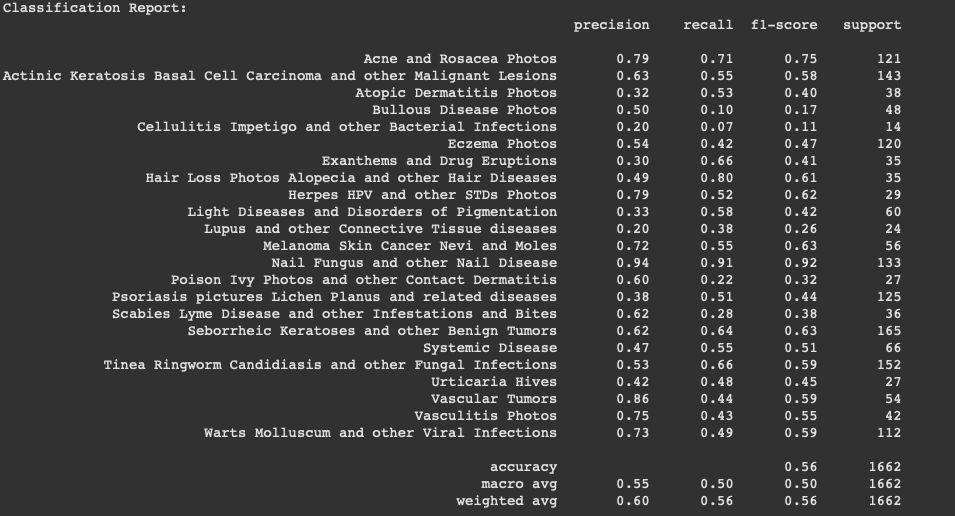 Classification Report:
precision recall f1-score support
Acne and Rosacea Photos 0.79 0.71 0.75 121
Actinic Keratosis Basal Cell Carcinoma and other Malignant Lesions 0.63 0.55 0.58 143
Atopic Dermatitis Photos 0.32 0.53 0.40 38
Bullous Disease Photos 0.50 0.10 0.17 48
Cellulitis Impetigo and other Bacterial Infections 0.20 0.07 0.11 14
Eczema Photos 0.54 0.42 0.47 120
Exanthems and Drug Eruptions 0.30 0.66 0.41 35
Hair Loss Photos Alopecia and other Hair Diseases 0.49 0.80 0.61 35
Herpes HPV and other STDs Photos 0.79 0.52 0.62 29
Light Diseases and Disorders of Pigmentation 0.33 0.58 0.42 60
Lupus and other Connective Tissue diseases 0.20 0.38 0.26 24
Melanoma Skin Cancer Nevi and Moles 0.72 0.55 0.63 56
Nail Fungus and other Nail Disease 0.94 0.91 0.92 133
Poison Ivy Photos and other Contact Dermatitis 0.60 0.22 0.32 27
Psoriasis pictures Lichen Planus and related diseases 0.38 0.51 0.44 125
Scabies Lyme Disease and other Infestations and Bites 0.62 0.28 0.38 36
Seborrheic Keratoses and other Benign Tumors 0.62 0.64 0.63 165
Systemic Disease 0.47 0.55 0.51 66
Tinea Ringworm Candidiasis and other Fungal Infections 0.53 0.66 0.59 152
Urticaria Hives 0.42 0.48 0.45 27
Vascular Tumors 0.86 0.44 0.59 54
Vasculitis Photos 0.75 0.43 0.55 42
Warts Molluscum and other Viral Infections 0.73 0.49 0.59 112
accuracy 0.56 1662
macro avg 0.55 0.50 0.50 1662
weighted avg 0.60 0.56 0.56 1662